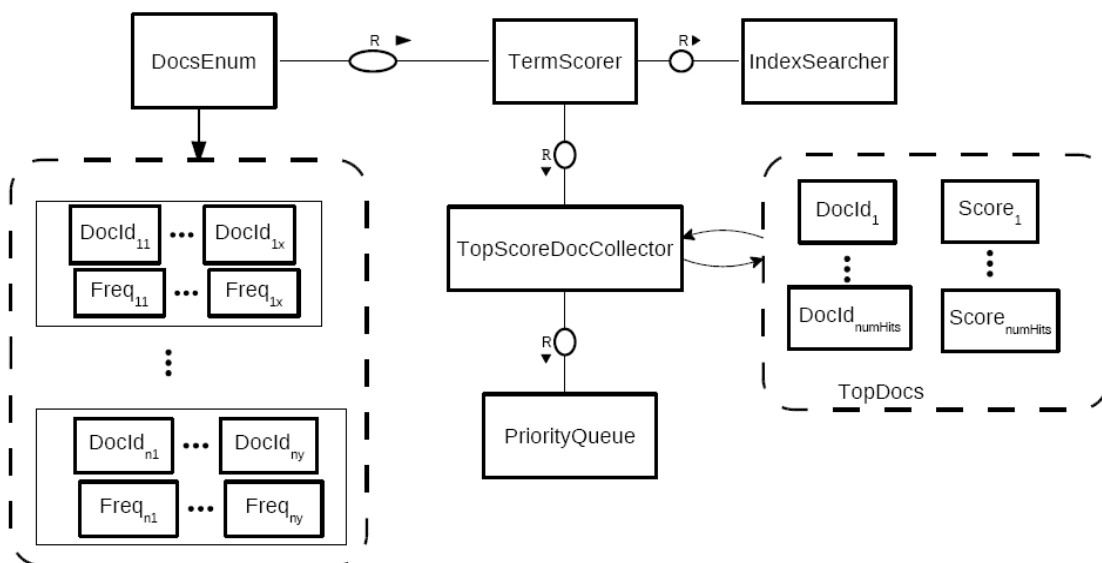 DocsEnum
R
TermScorer
R
IndexSearcher
R
DocId11 ••• DocId1x
Freq11 ••• Freq1x
DocIdn1 ••• DocIdny
Freqn1 ••• Freqny
TopScoreDocCollector
R
PriorityQueue
DocId1
Score1
DocIdnumHits
ScorenumHits
TopDocs